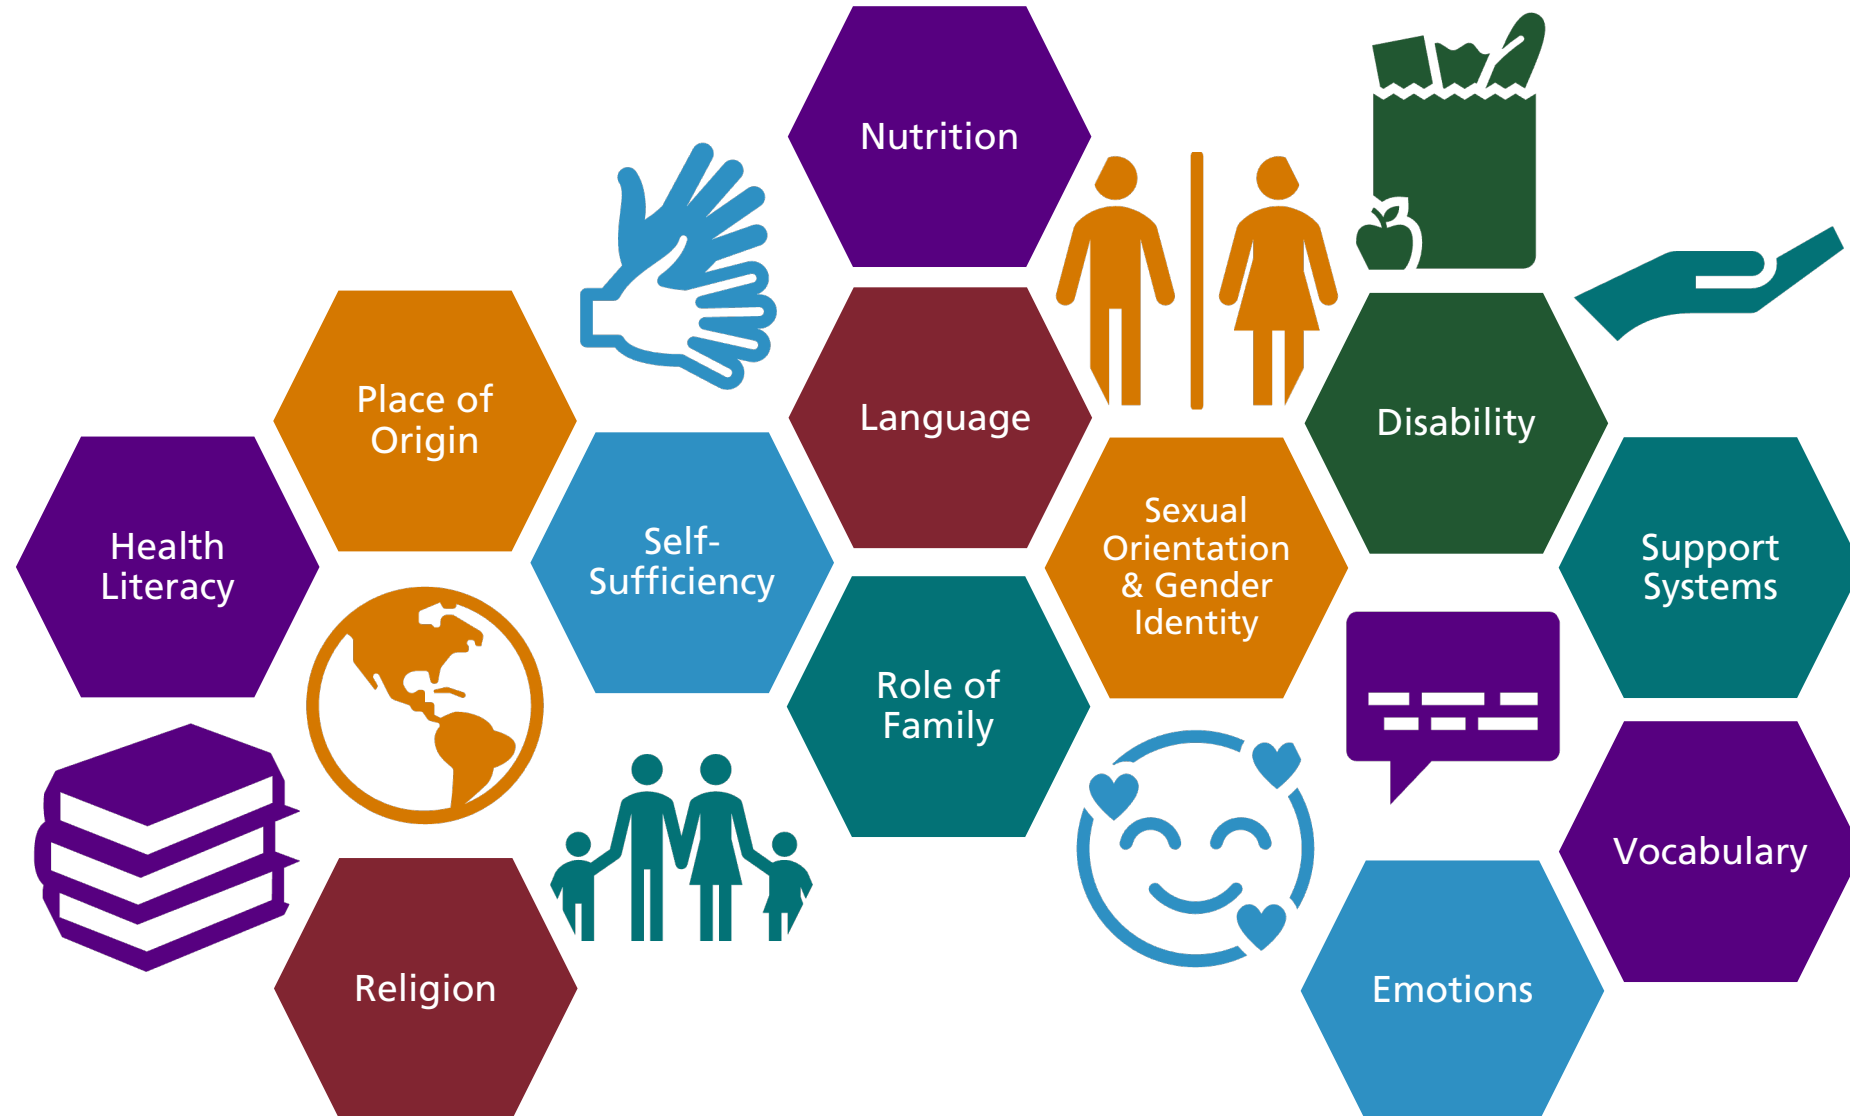 Nutrition
Place of
Origin
Language
Disability
Health
Literacy
Self-
Sufficiency
Sexual
Orientation
& Gender
Identity
Support
Systems
Role of
Family
Vocabulary
Religion
Emotions